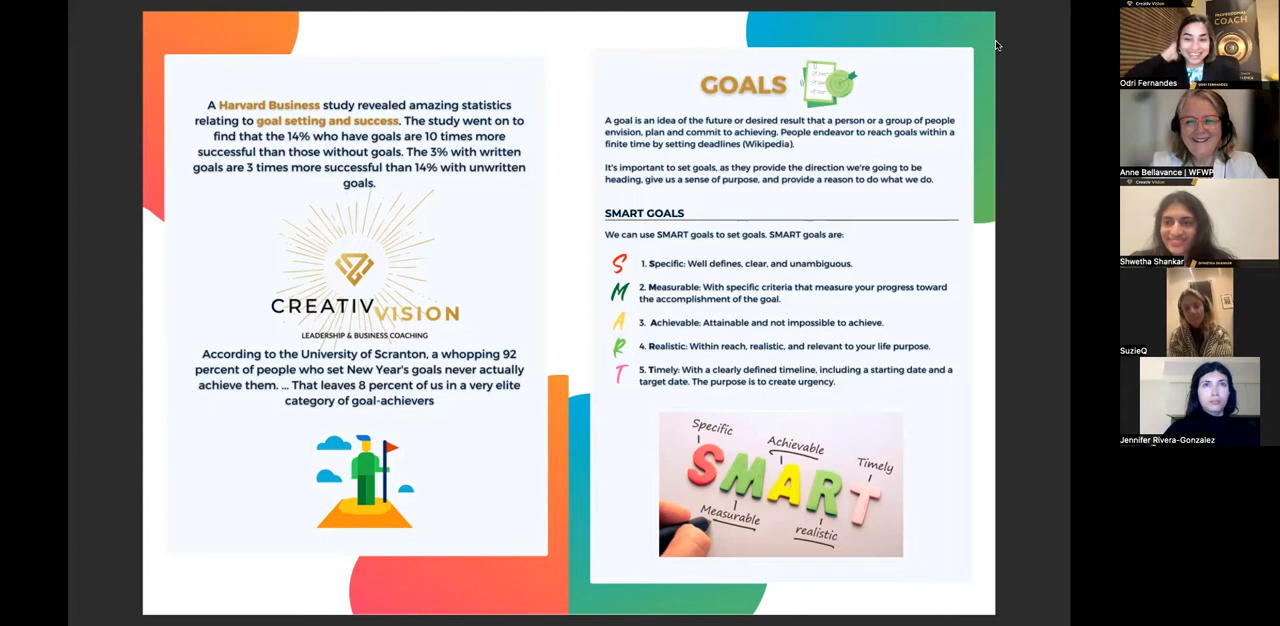 A Harvard Business study revealed amazing statistics
relating to goal setting and success. The study went on to
find that the 14% who have goals are 10 times more
successful than those without goals. The 3% with written
goals are 3 times more successful than 14% with unwritten
goals.
CREATIV VISION
LEADERSHIP & BUSINESS COACHING
According to the University of Scranton, a whopping 92
percent of people who set New Year's goals never actually
achieve them. ... That leaves 8 percent of us in a very elite
category of goal-achievers
GOALS
A goal is an idea of the future or desired result that a person or a group of people
envision, plan and commit to achieving. People endeavor to reach goals within a
finite time by setting deadlines (Wikipedia).
It's important to set goals, as they provide the direction we're going to be
heading, give us a sense of purpose, and provide a reason to do what we do.
SMART GOALS
We can use SMART goals to set goals. SMART goals are:
S 1. Specific: Well defines, clear, and unambiguous.
M 2. Measurable: With specific criteria that measure your progress toward
the accomplishment of the goal.
A 3. Achievable: Attainable and not impossible to achieve.
R 4. Realistic: Within reach, realistic, and relevant to your life purpose.
T 5. Timely: With a clearly defined timeline, including a starting date and a
target date. The purpose is to create urgency.
Specific
Achievable
Timely
SMART
Measurable
realistic
Creativ Vision
PROFESSIONAL
COACH
ODRI FERNANDES
Odri Fernandes
Anne Bellavance | WFWP
Creativ Vision
SHWETHA SHANKAR
Shwetha Shankar
SuzieQ
Jennifer Rivera-Gonzalez